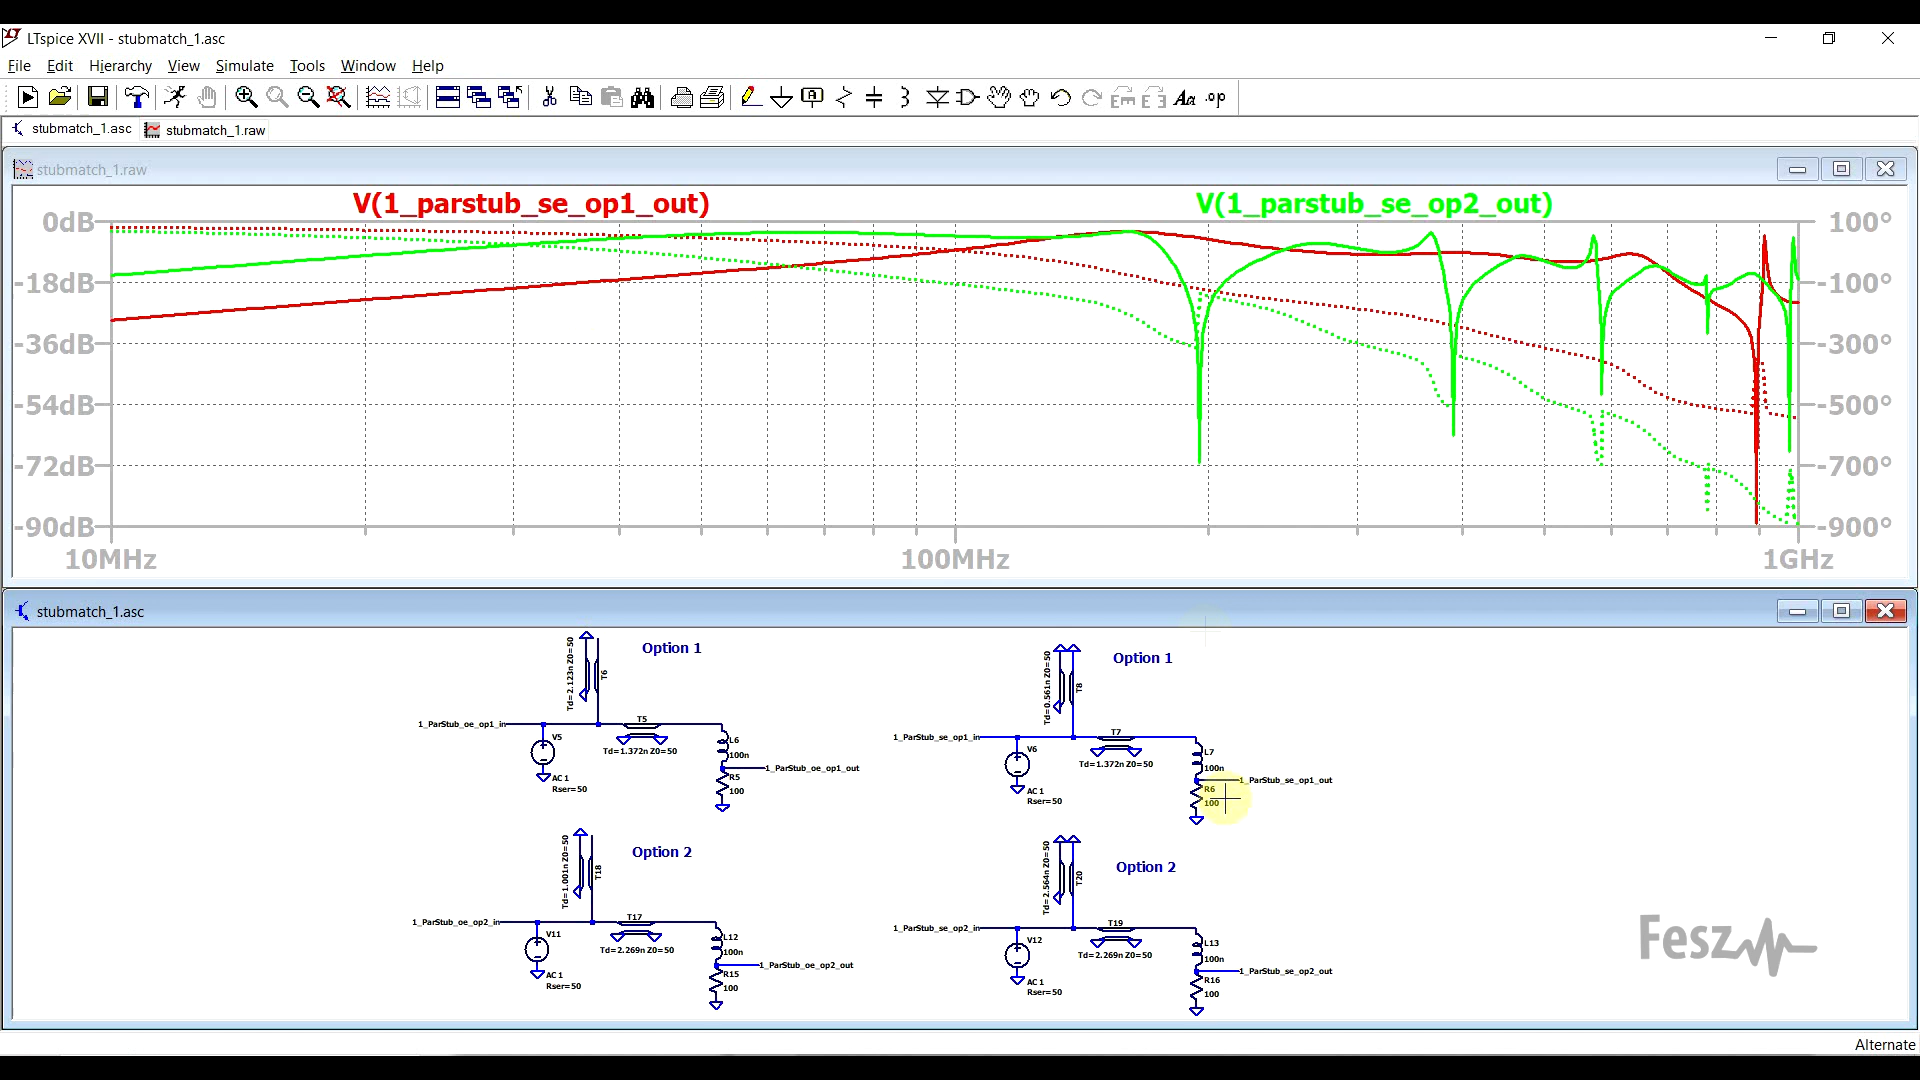 LTspice XVII - stubmatch_1.asc
File Edit Hierarchy View Simulate Tools Window Help
stubmatch_1.asc stubmatch_1.raw
stubmatch_1.raw
V(1_parstub_se_op1_out) V(1_parstub_se_op2_out)
0dB 100°
-18dB -100°
-36dB -300°
-54dB -500°
-72dB -700°
-90dB -900°
10MHz 100MHz 1GHz
stubmatch_1.asc
Option 1
Td=2.123n Z0=50
T6
1_ParStub_oe_op1_in
V5
AC 1
Rser=50
T5
Td=1.372n Z0=50
L6
100n
1_ParStub_oe_op1_out
R5
100
Option 1
Td=0.561n Z0=50
T8
1_ParStub_se_op1_in
V6
AC 1
Rser=50
T7
Td=1.372n Z0=50
L7
100n
1_ParStub_se_op1_out
R6
100
Option 2
Td=1.001n Z0=50
T18
1_ParStub_oe_op2_in
V11
AC 1
Rser=50
T17
Td=2.269n Z0=50
L12
100n
1_ParStub_oe_op2_out
R15
100
Option 2
Td=2.564n Z0=50
T20
1_ParStub_se_op2_in
V12
AC 1
Rser=50
T19
Td=2.269n Z0=50
L13
100n
1_ParStub_se_op2_out
R16
100
Fesz
Alternate